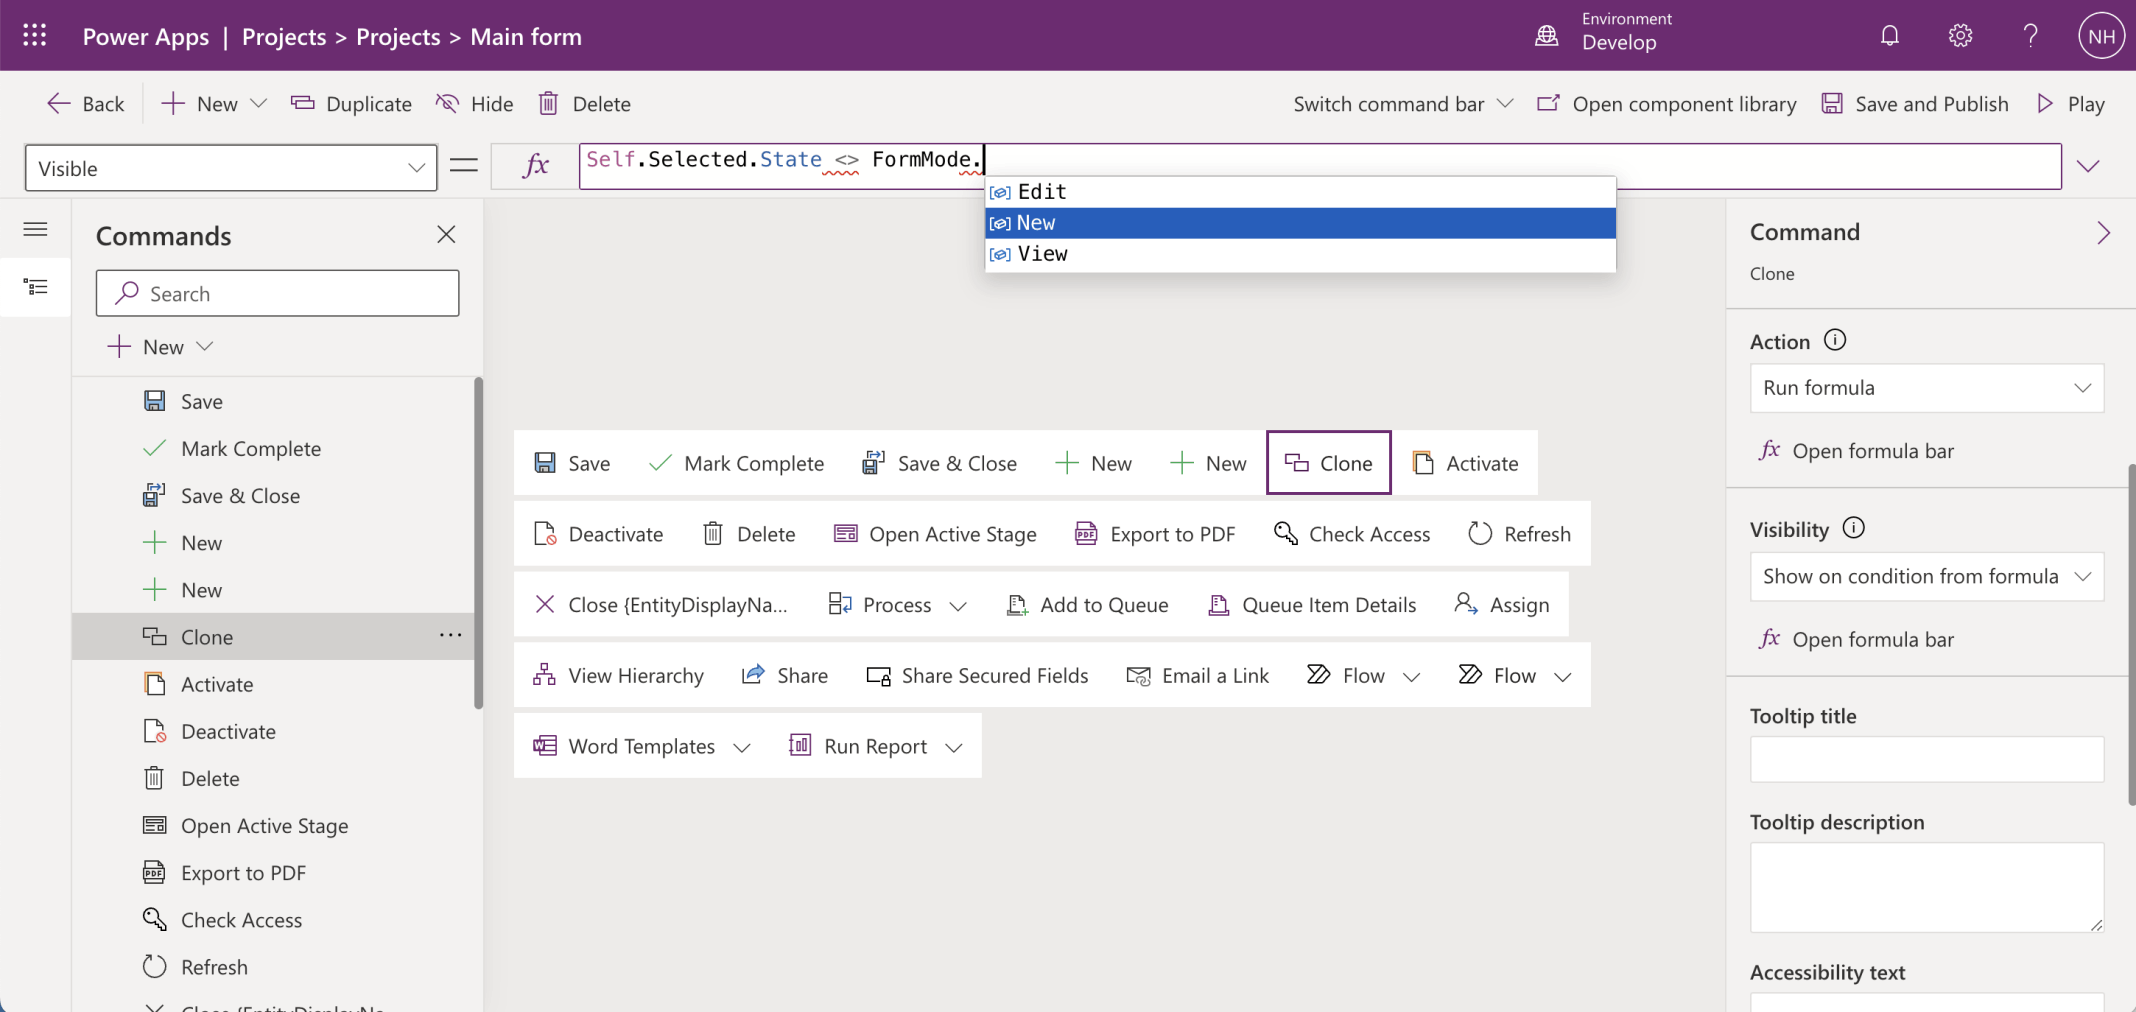 Power Apps | Projects > Projects > Main form
Environment
Develop
NH
Back
New
Duplicate
Hide
Delete
Switch command bar
Open component library
Save and Publish
Play
Visible
fx
Self.Selected.State <> FormMode.
Edit
New
View
Commands
Search
New
Save
Mark Complete
Save & Close
New
New
Clone
Activate
Deactivate
Delete
Open Active Stage
Export to PDF
Check Access
Refresh
Save Mark Complete Save & Close New New Clone Activate
Deactivate Delete Open Active Stage Export to PDF Check Access Refresh
Close {EntityDisplayNa... Process Add to Queue Queue Item Details Assign
View Hierarchy Share Share Secured Fields Email a Link Flow Flow
Word Templates Run Report
Command
Clone
Action
Run formula
fx Open formula bar
Visibility
Show on condition from formula
fx Open formula bar
Tooltip title
Tooltip description
Accessibility text